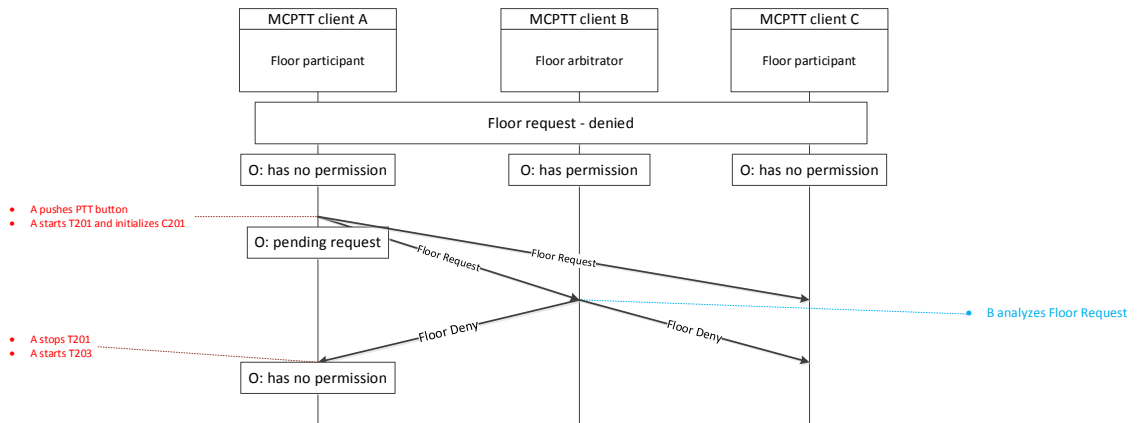 MCPTT client A
MCPTT client B
MCPTT client C
Floor participant
Floor arbitrator
Floor participant
Floor request - denied
O: has no permission
O: has permission
O: has no permission
• A pushes PTT button
• A starts T201 and initializes C201
O: pending request
Floor Request
Floor Request
• B analyzes Floor Request
Floor Deny
Floor Deny
• A stops T201
• A starts T203
O: has no permission